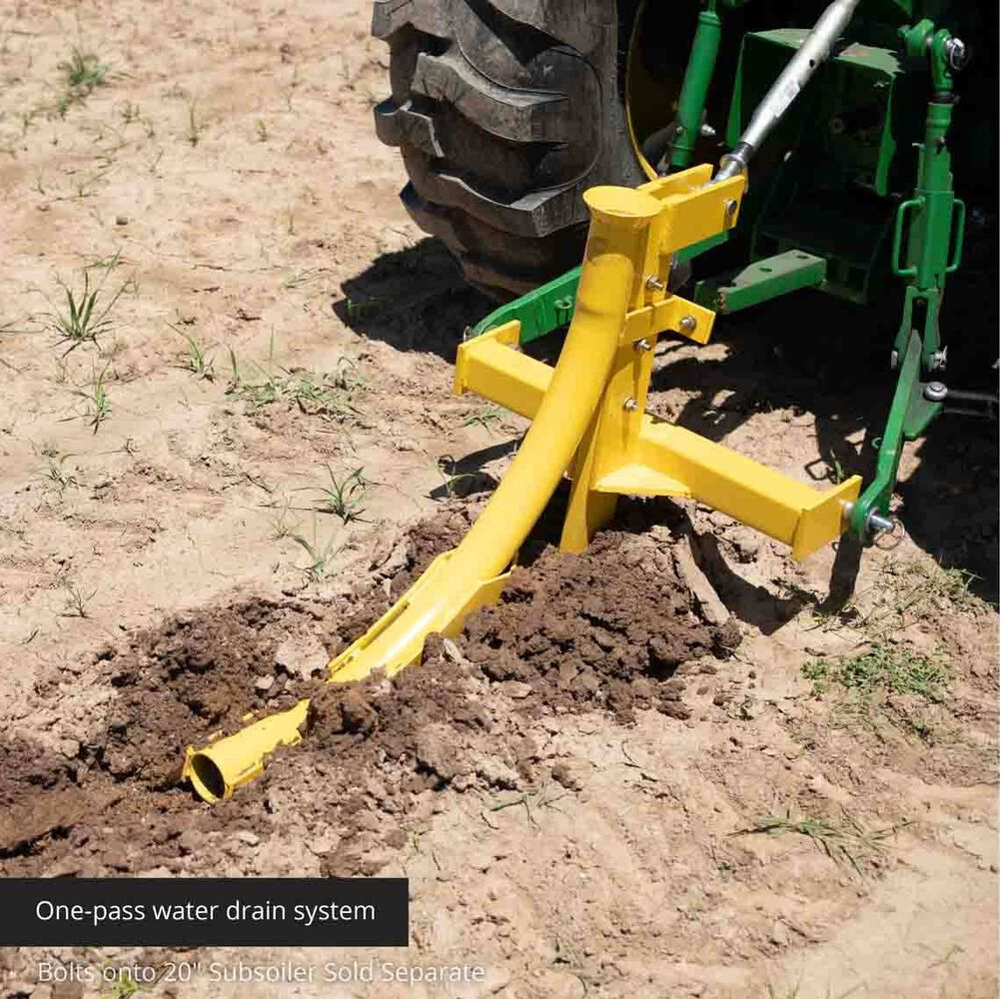 One-pass water drain system
Bolts onto 20" Subsoiler Sold Separate